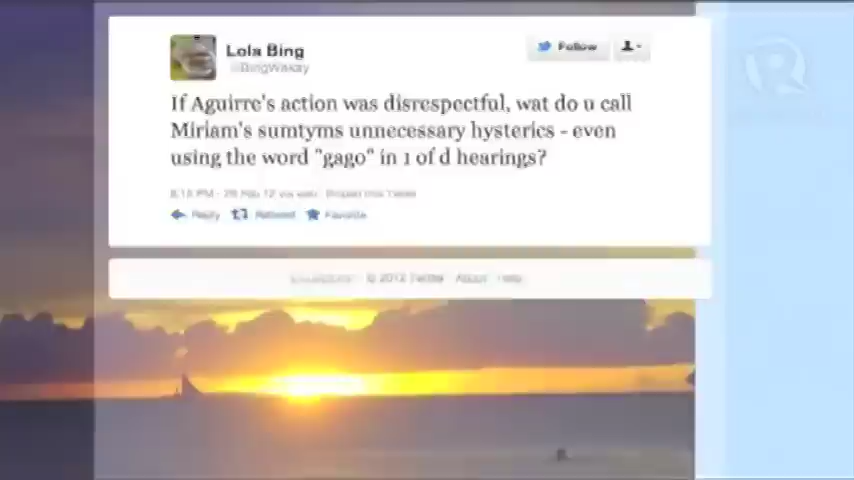 Lola Bing
Follow
If Aguirre's action was disrespectful, wat do u call
Miriam's sumtyms unnecessary hysterics - even
using the word "gago" in 1 of d hearings?
Reply Retweet Favorite
© 2012 Twitter About Help